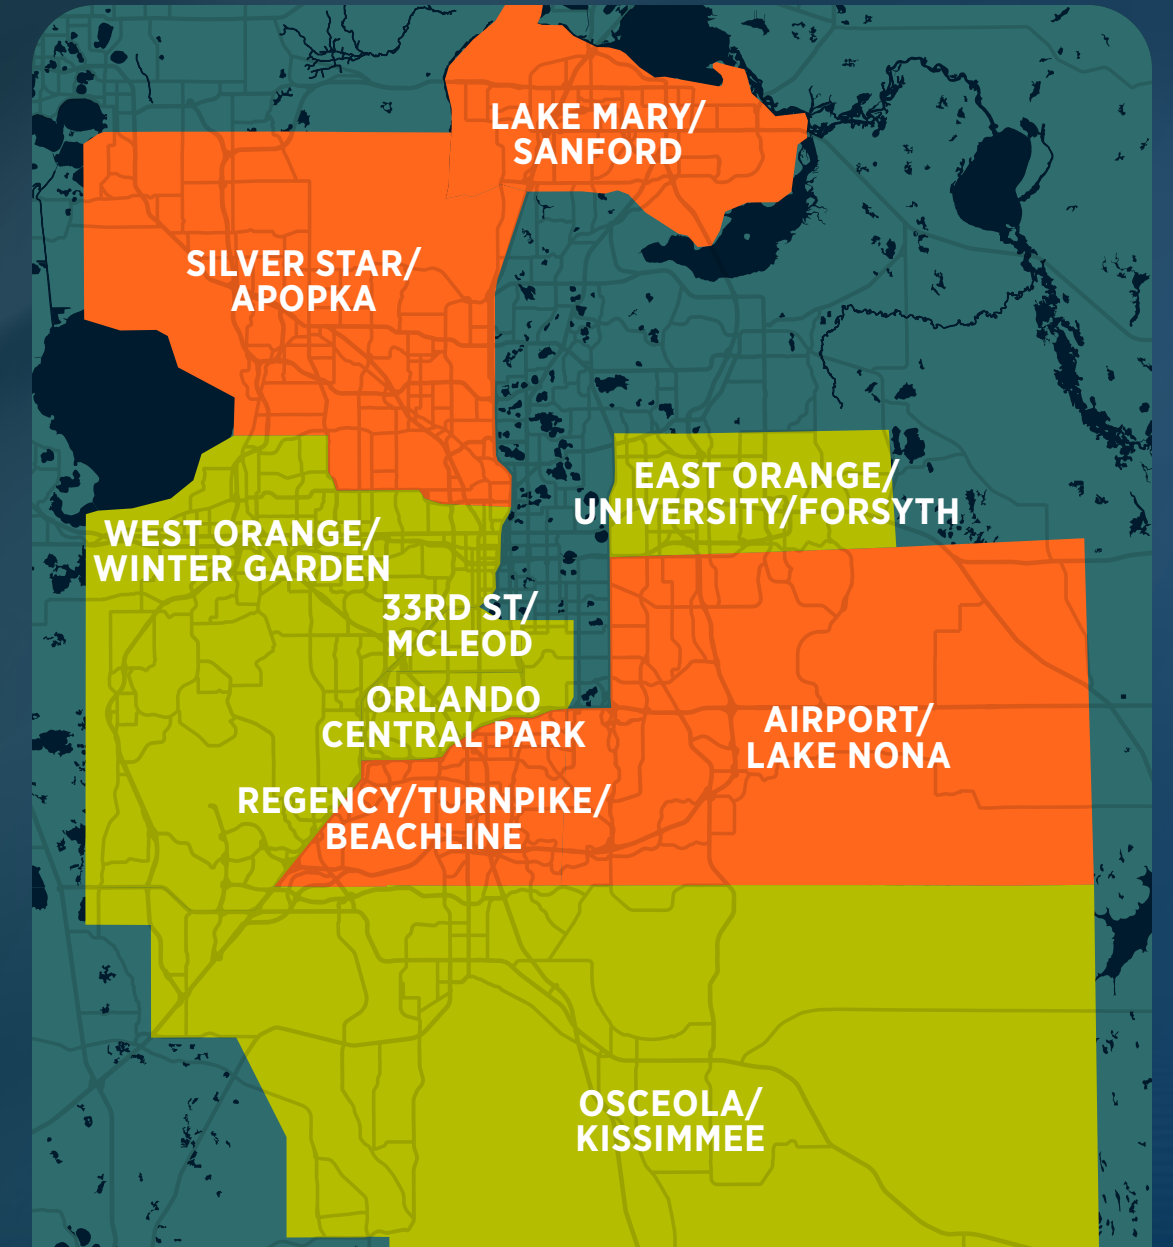 LAKE MARY/
SANFORD
SILVER STAR/
APOPKA
EAST ORANGE/
UNIVERSITY/FORSYTH
WEST ORANGE/
WINTER GARDEN
33RD ST/
MCLEOD
ORLANDO
CENTRAL PARK
AIRPORT/
LAKE NONA
REGENCY/TURNPIKE/
BEACHLINE
OSCEOLA/
KISSIMMEE